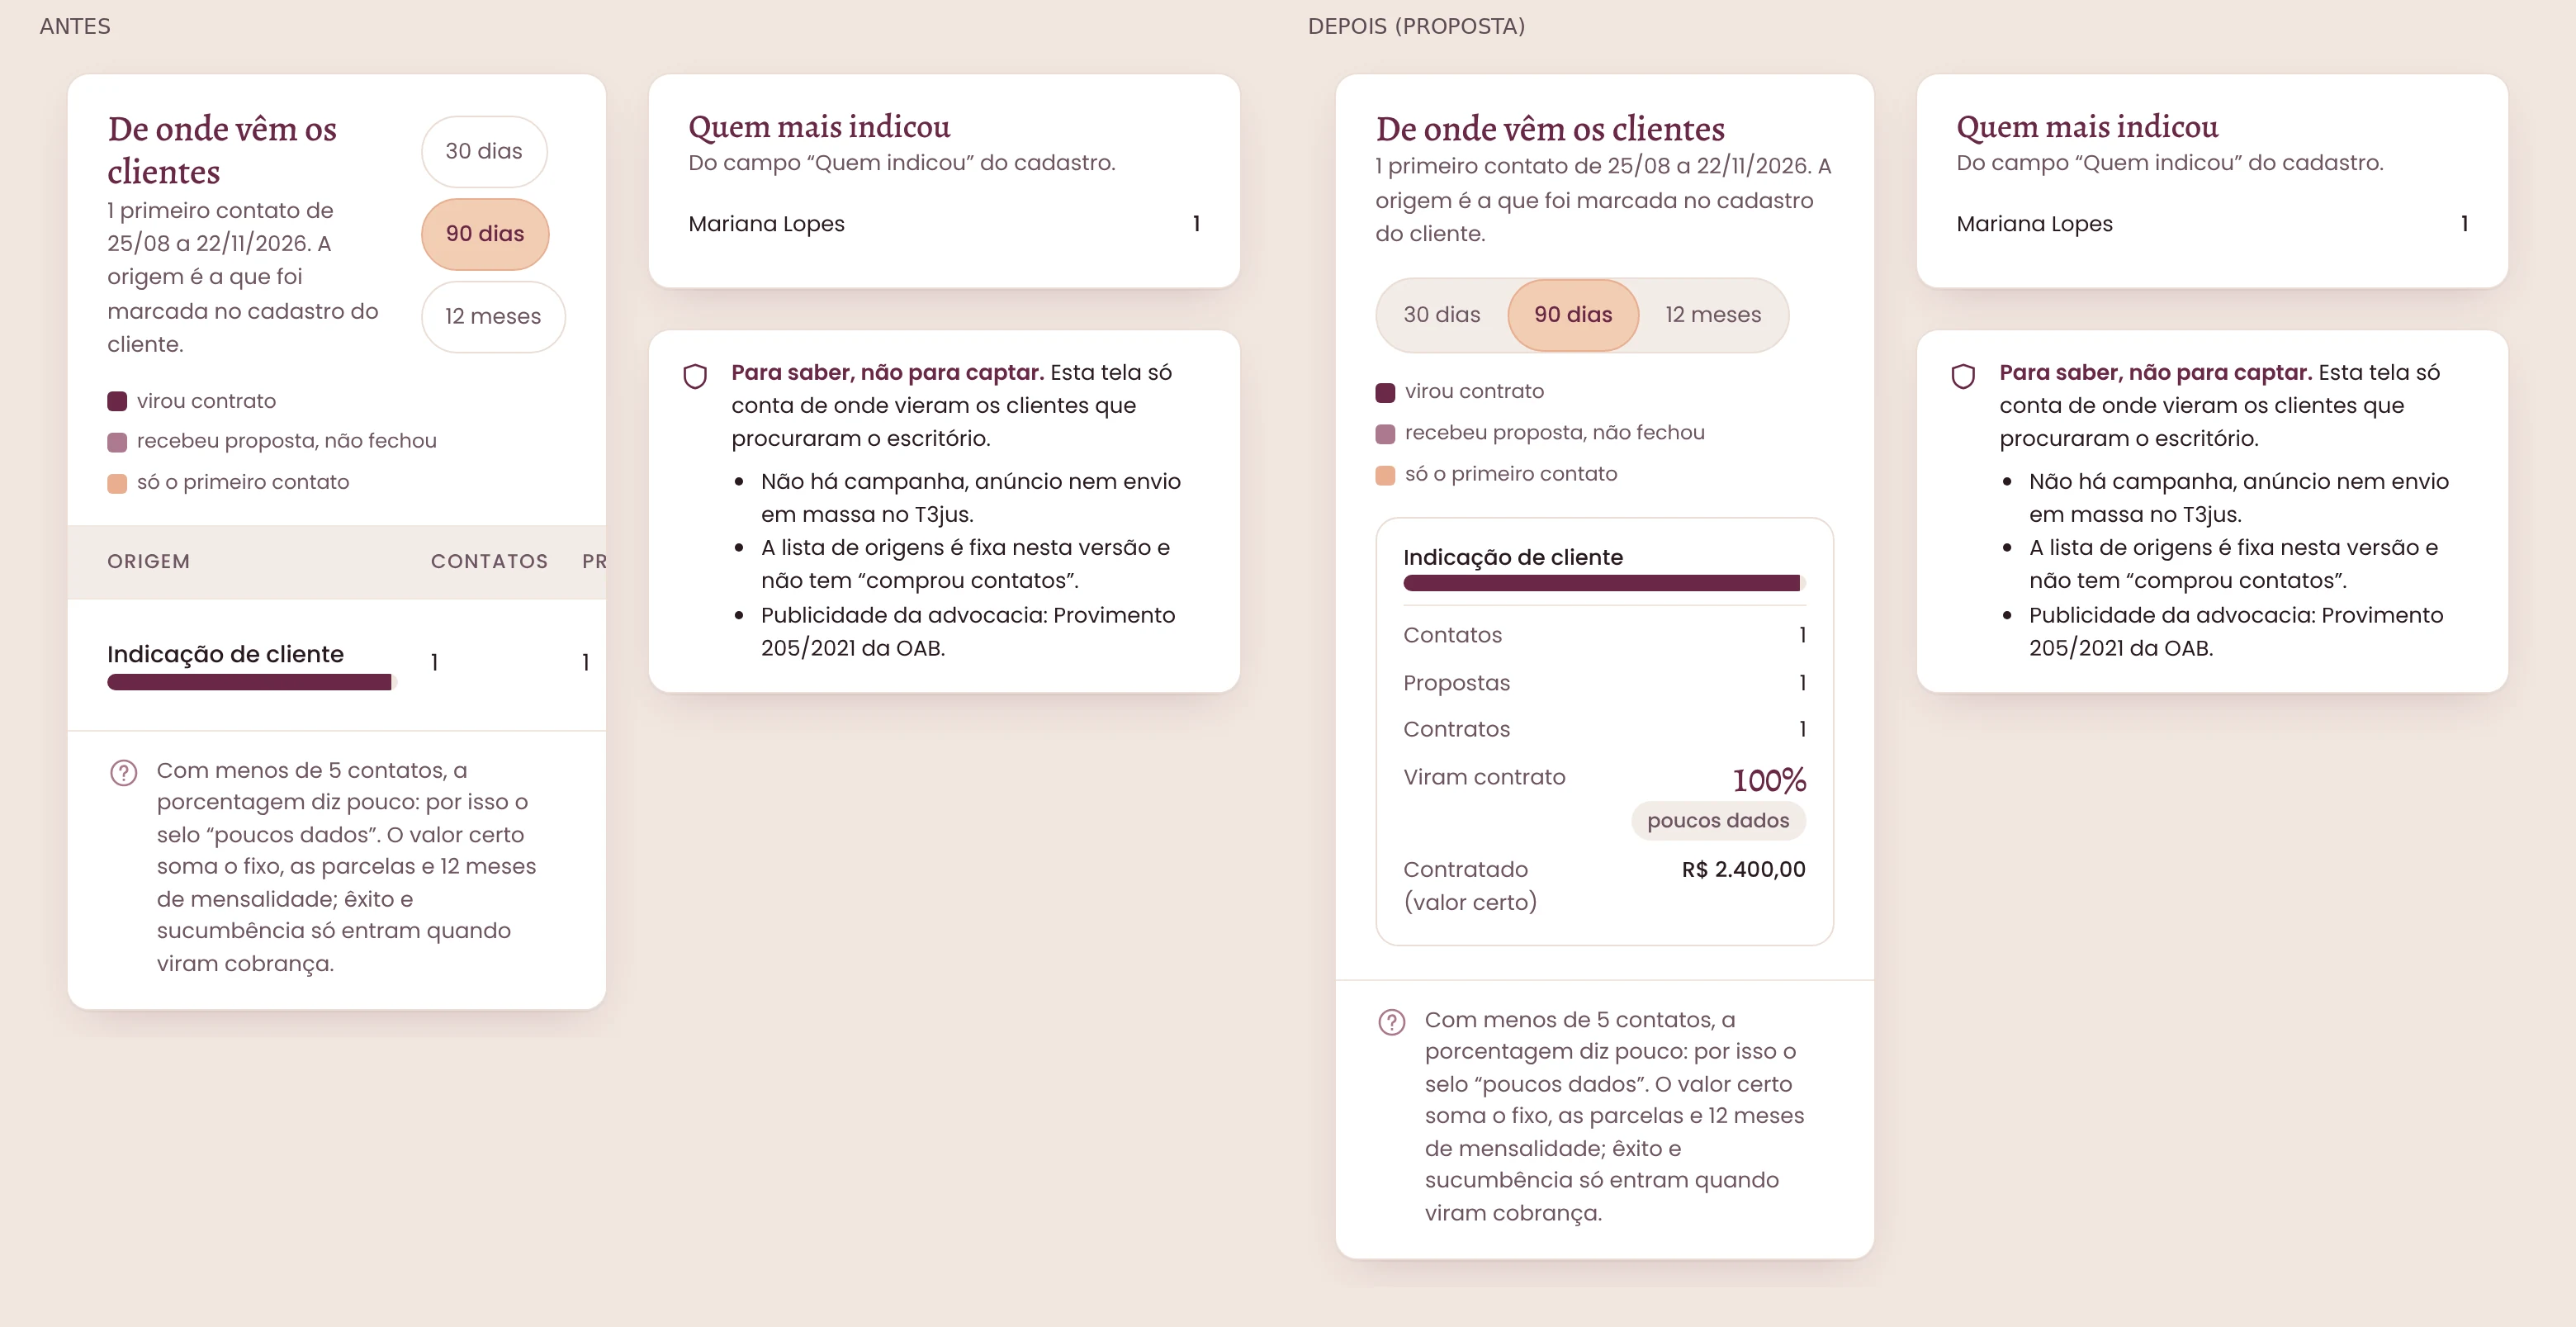 ANTES
De onde vêm os
clientes
1 primeiro contato de
25/08 a 22/11/2026. A
origem é a que foi
marcada no cadastro do
cliente.
30 dias
90 dias
12 meses
virou contrato
recebeu proposta, não fechou
só o primeiro contato
ORIGEM CONTATOS PR
Indicação de cliente 1 1
Com menos de 5 contatos, a
porcentagem diz pouco: por isso o
selo “poucos dados”. O valor certo
soma o fixo, as parcelas e 12 meses
de mensalidade; êxito e
sucumbência só entram quando
viram cobrança.
Quem mais indicou
Do campo “Quem indicou” do cadastro.
Mariana Lopes 1
Para saber, não para captar. Esta tela só
conta de onde vieram os clientes que
procuraram o escritório.
• Não há campanha, anúncio nem envio
em massa no T3jus.
• A lista de origens é fixa nesta versão e
não tem “comprou contatos”.
• Publicidade da advocacia: Provimento
205/2021 da OAB.
DEPOIS (PROPOSTA)
De onde vêm os clientes
1 primeiro contato de 25/08 a 22/11/2026. A
origem é a que foi marcada no cadastro
do cliente.
30 dias 90 dias 12 meses
virou contrato
recebeu proposta, não fechou
só o primeiro contato
Indicação de cliente
Contatos 1
Propostas 1
Contratos 1
Viram contrato 100%
poucos dados
Contratado R$ 2.400,00
(valor certo)
Com menos de 5 contatos, a
porcentagem diz pouco: por isso o
selo “poucos dados”. O valor certo
soma o fixo, as parcelas e 12 meses
de mensalidade; êxito e
sucumbência só entram quando
viram cobrança.
Quem mais indicou
Do campo “Quem indicou” do cadastro.
Mariana Lopes 1
Para saber, não para captar. Esta tela só
conta de onde vieram os clientes que
procuraram o escritório.
• Não há campanha, anúncio nem envio
em massa no T3jus.
• A lista de origens é fixa nesta versão e
não tem “comprou contatos”.
• Publicidade da advocacia: Provimento
205/2021 da OAB.